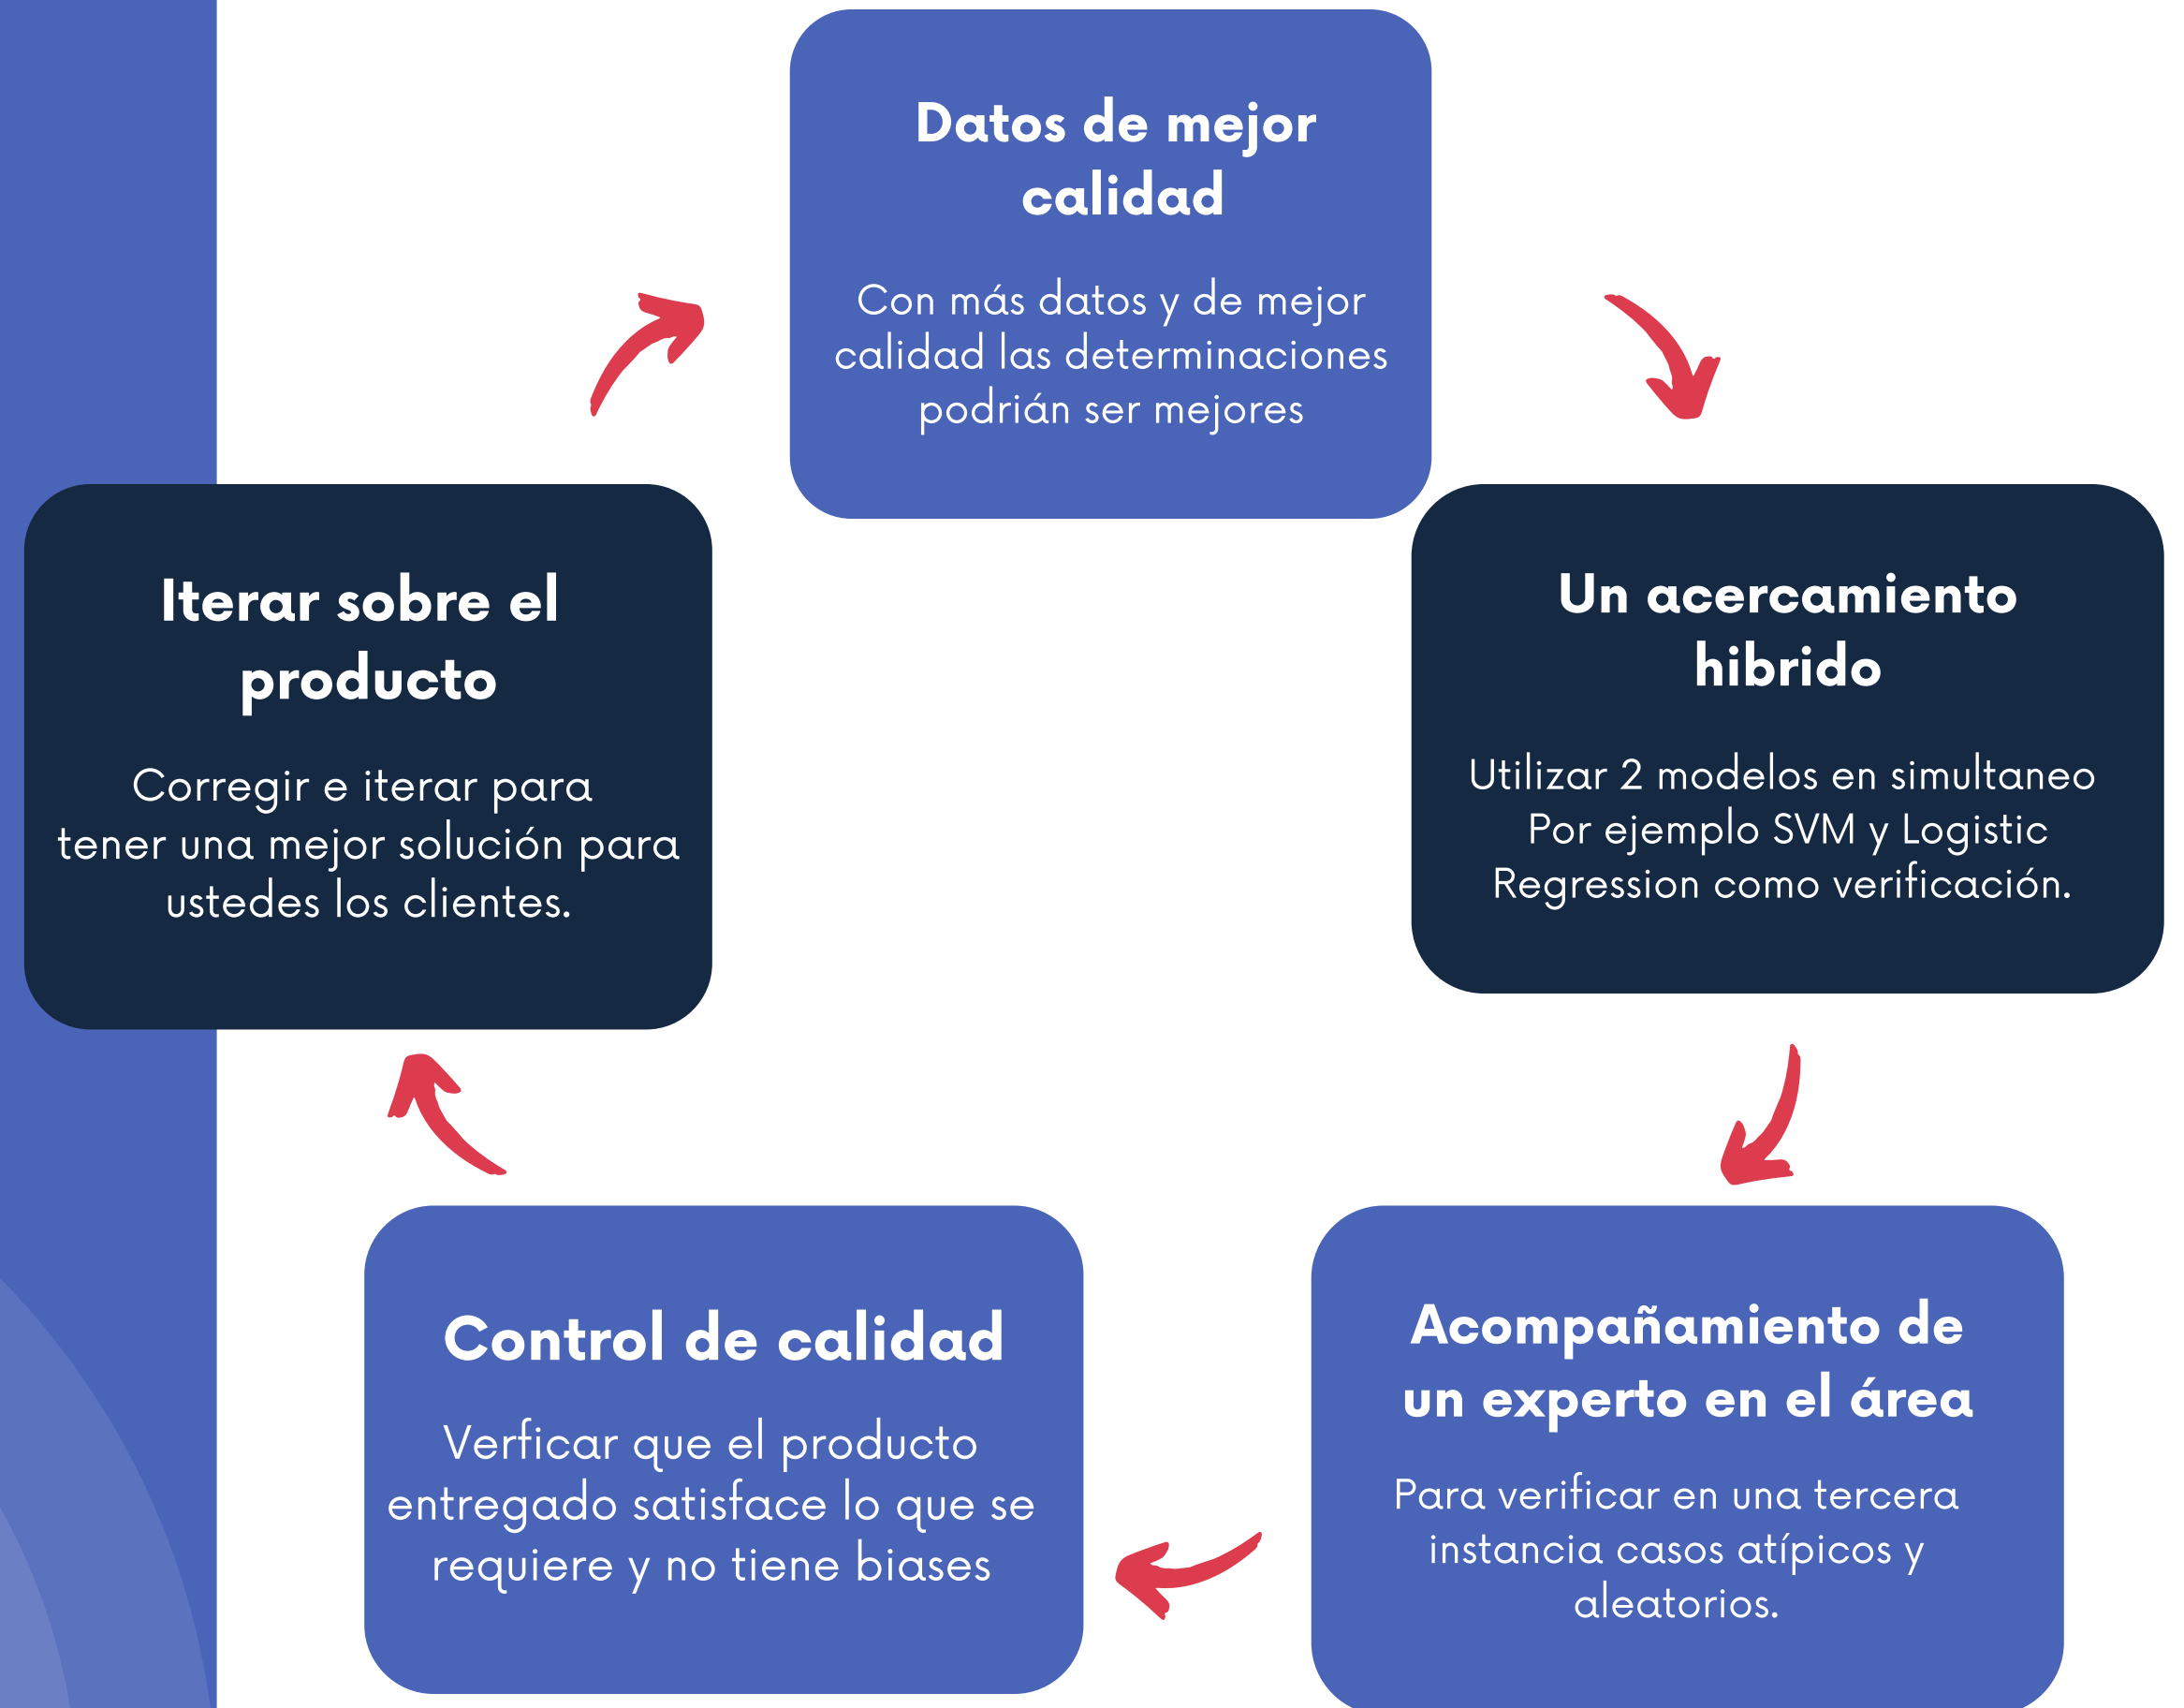 Datos de mejor
calidad
Con más datos y de mejor
calidad las determinaciones
podrián ser mejores
Un acercamiento
hibrido
Utilizar 2 modelos en simultaneo
Por ejemplo SVM y Logistic
Regression como verificación.
Acompañamiento de
un experto en el área
Para verificar en una tercera
instancia casos atípicos y
aleatorios.
Control de calidad
Verficar que el producto
entregado satisface lo que se
requiere y no tiene biases
Iterar sobre el
producto
Corregir e iterar para
tener una mejor solución para
ustedes los clientes.